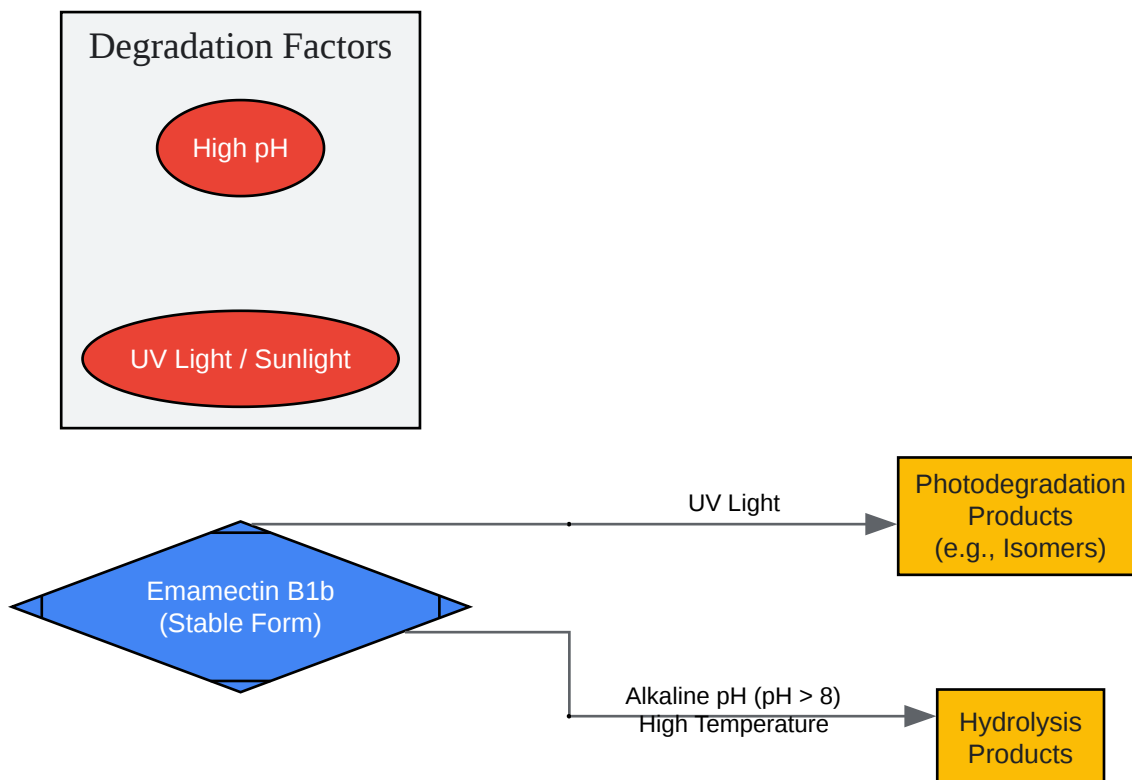 Degradation Factors
High pH
UV Light / Sunlight
UV Light
Photodegradation
Products
(e.g., Isomers)
Emamectin B1b
(Stable Form)
Alkaline pH (pH > 8)
High Temperature
Hydrolysis
Products